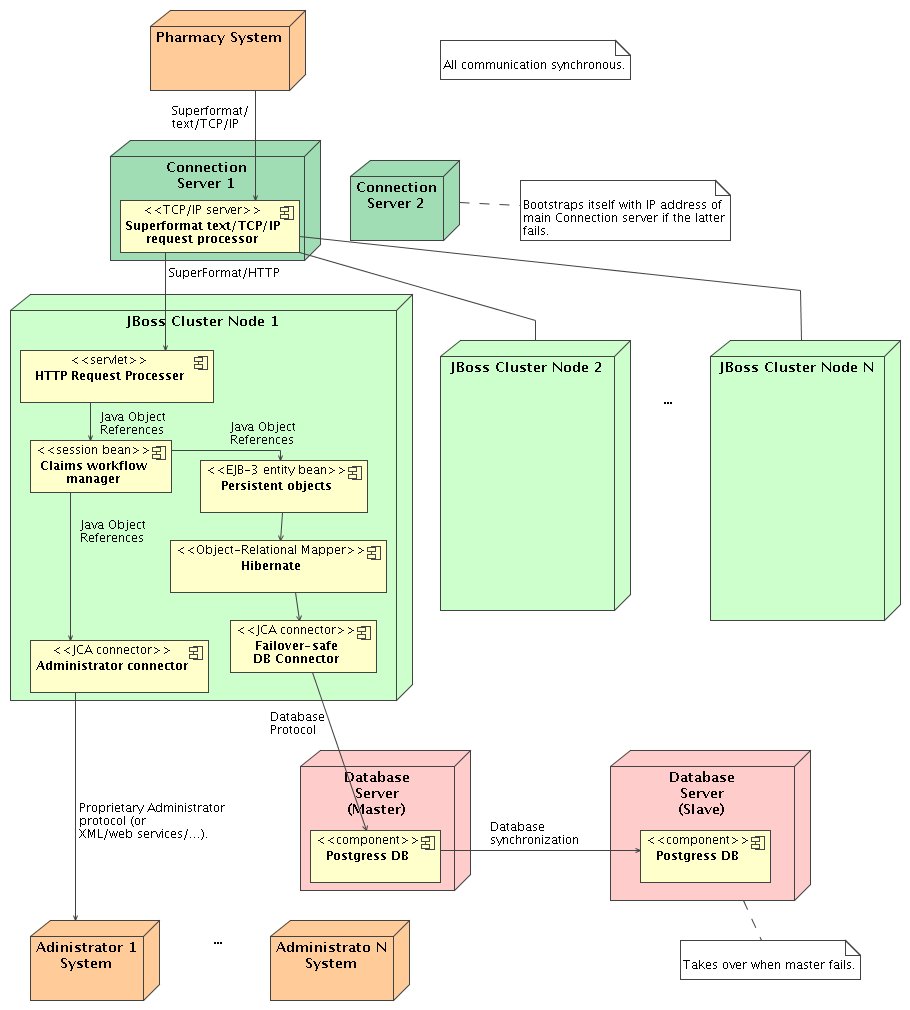 Pharmacy System
All communication synchronous.
Superformat/
text/TCP/IP
Connection
Server 1
<<TCP/IP server>>
Superformat text/TCP/IP
request processor
Connection
Server 2
Bootstraps itself with IP address of
main Connection server if the latter
fails.
SuperFormat/HTTP
JBoss Cluster Node 1
<<servlet>>
HTTP Request Processer
Java Object
References
<<session bean>>
Claims workflow
manager
Java Object
References
<<EJB-3 entity bean>>
Persistent objects
Java Object
References
<<Object-Relational Mapper>>
Hibernate
<<JCA connector>>
Failover-safe
DB Connector
<<JCA connector>>
Administrator connector
JBoss Cluster Node 2
...
JBoss Cluster Node N
Database
Protocol
Database
Server
(Master)
<<component>>
Postgress DB
Database
synchronization
Database
Server
(Slave)
<<component>>
Postgress DB
Proprietary Administrator
protocol (or
XML/web services/...).
Adinistrator 1
System
...
Administrato N
System
Takes over when master fails.